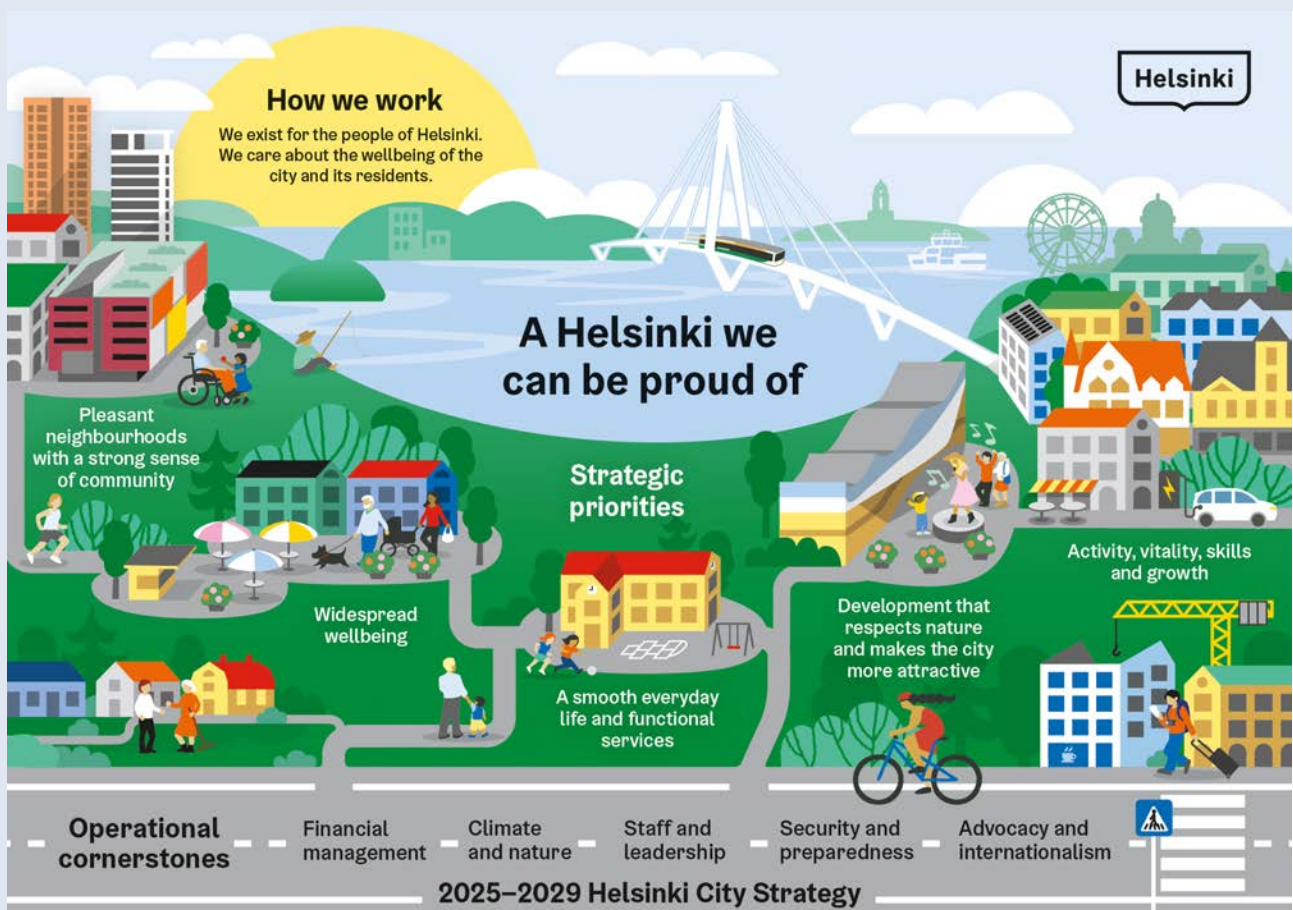 How we work
We exist for the people of Helsinki.
We care about the wellbeing of the
city and its residents.
Helsinki
A Helsinki we
can be proud of
Strategic
priorities
Pleasant
neighbourhoods
with a strong sense
of community
Widespread
wellbeing
A smooth everyday
life and functional
services
Development that
respects nature
and makes the city
more attractive
Activity, vitality, skills
and growth
Operational
cornerstones
Financial
management
Climate
and nature
Staff and
leadership
Security and
preparedness
Advocacy and
internationalism
2025–2029 Helsinki City Strategy